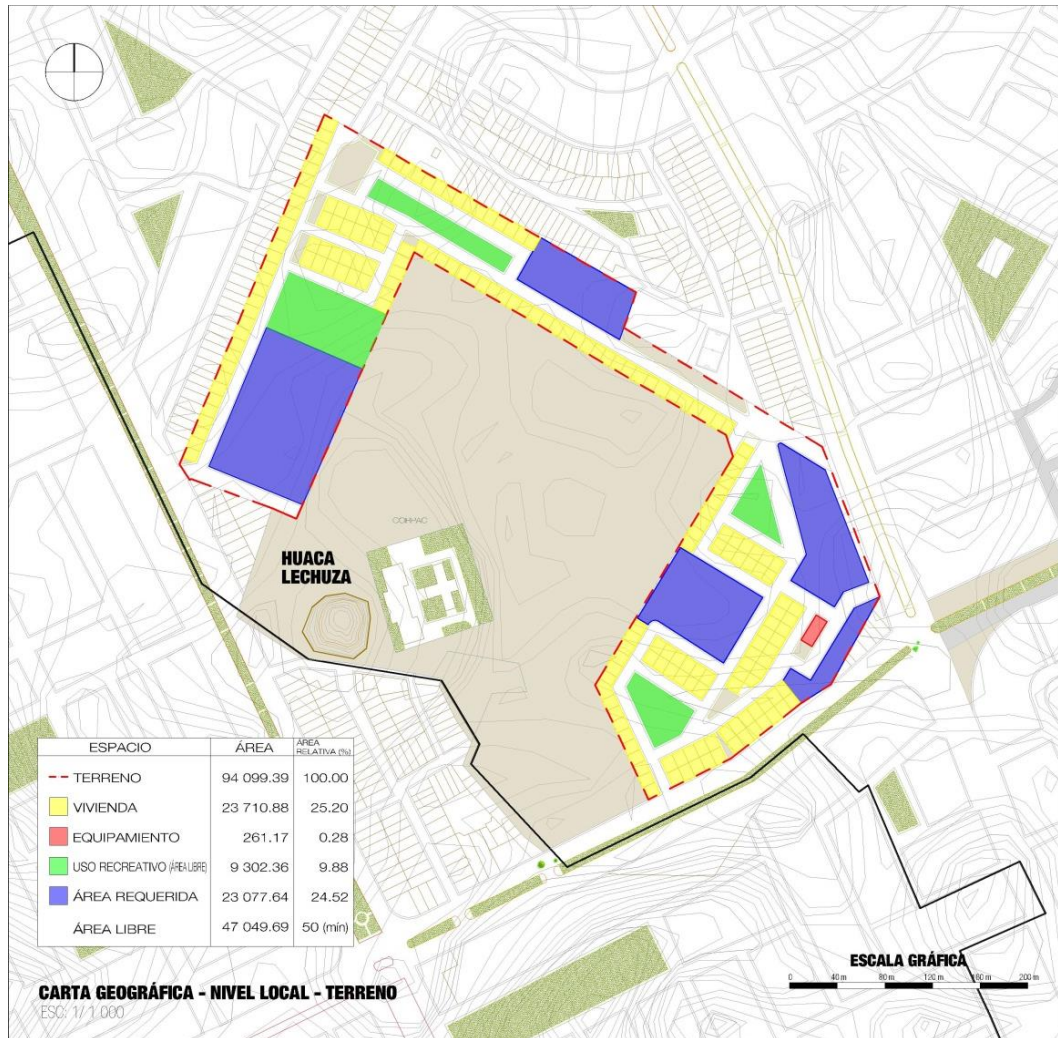 HUACA
LECHUZA
ESPACIO ÁREA ÁREA RELATIVA (%)
TERRENO 94 099.39 100.00
VIVIENDA 23 710.88 25.20
EQUIPAMIENTO 261.17 0.28
USO RECREATIVO (ÁREA LIBRE) 9 302.36 9.88
ÁREA REQUERIDA 23 077.64 24.52
ÁREA LIBRE 47 049.69 50 (mín)
ESCALA GRÁFICA
0 40 m 80 m 120 m 160 m 200 m
CARTA GEOGRÁFICA - NIVEL LOCAL - TERRENO
ESC: 1/ 1 000